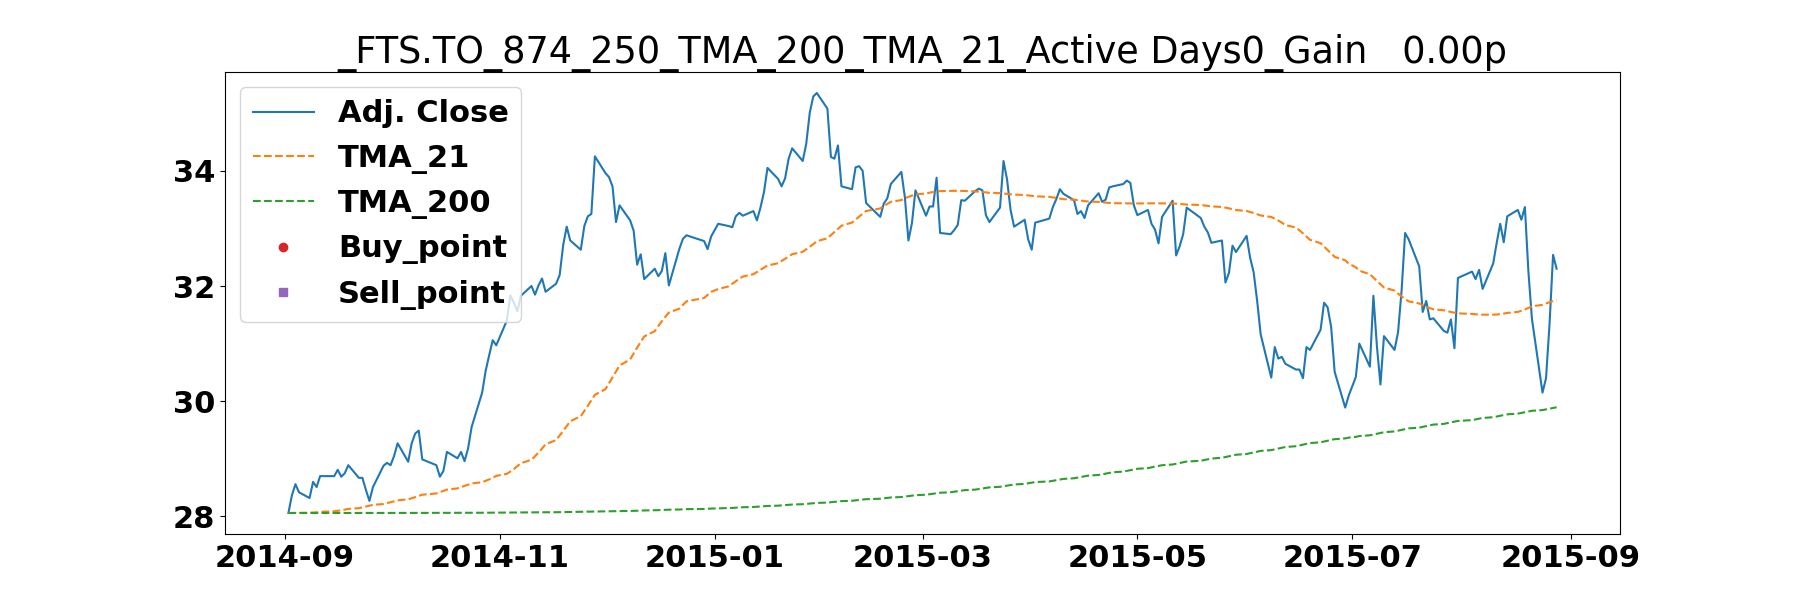 _FTS.TO_874_250_TMA_200_TMA_21_Active Days0_Gain   0.00p
Adj. Close
TMA_21
TMA_200
Buy_point
Sell_point
34
32
30
28
2014-09 2014-11 2015-01 2015-03 2015-05 2015-07 2015-09